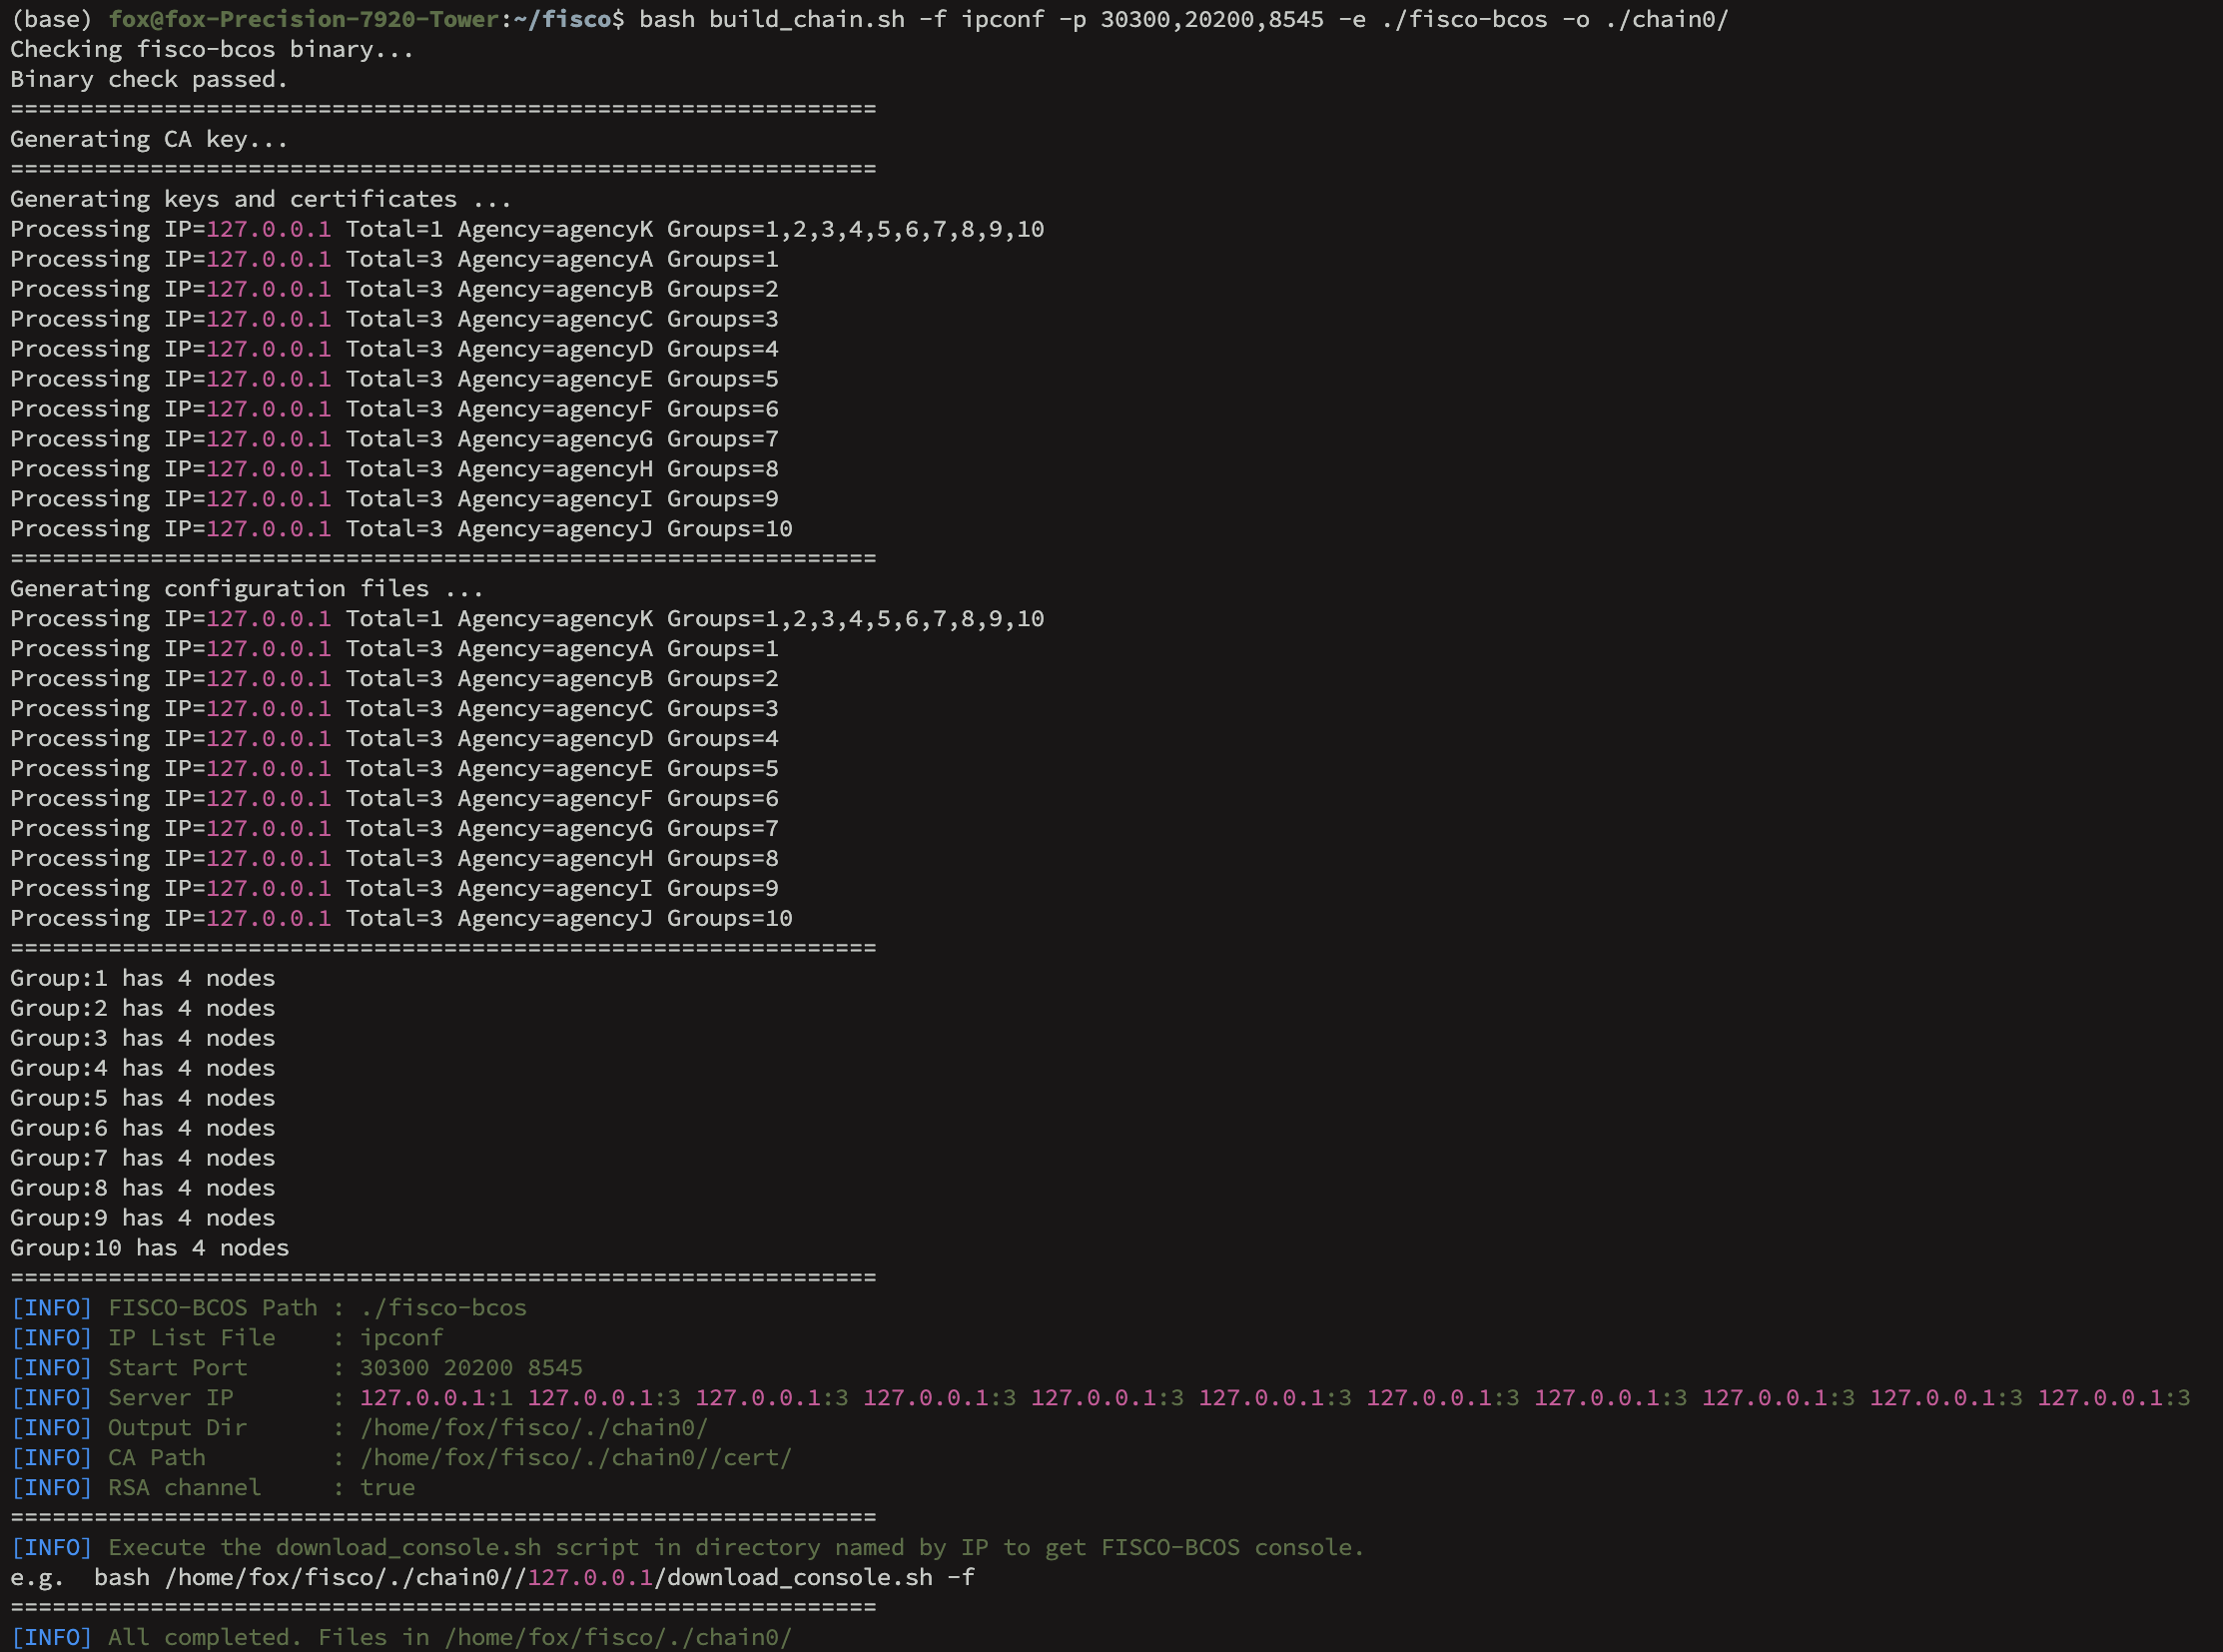 (base) fox@fox-Precision-7920-Tower:~/fisco$ bash build_chain.sh -f ipconf -p 30300,20200,8545 -e ./fisco-bcos -o ./chain0/
Checking fisco-bcos binary...
Binary check passed.
==============================================================
Generating CA key...
==============================================================
Generating keys and certificates ...
Processing IP=127.0.0.1 Total=1 Agency=agencyK Groups=1,2,3,4,5,6,7,8,9,10
Processing IP=127.0.0.1 Total=3 Agency=agencyA Groups=1
Processing IP=127.0.0.1 Total=3 Agency=agencyB Groups=2
Processing IP=127.0.0.1 Total=3 Agency=agencyC Groups=3
Processing IP=127.0.0.1 Total=3 Agency=agencyD Groups=4
Processing IP=127.0.0.1 Total=3 Agency=agencyE Groups=5
Processing IP=127.0.0.1 Total=3 Agency=agencyF Groups=6
Processing IP=127.0.0.1 Total=3 Agency=agencyG Groups=7
Processing IP=127.0.0.1 Total=3 Agency=agencyH Groups=8
Processing IP=127.0.0.1 Total=3 Agency=agencyI Groups=9
Processing IP=127.0.0.1 Total=3 Agency=agencyJ Groups=10
==============================================================
Generating configuration files ...
Processing IP=127.0.0.1 Total=1 Agency=agencyK Groups=1,2,3,4,5,6,7,8,9,10
Processing IP=127.0.0.1 Total=3 Agency=agencyA Groups=1
Processing IP=127.0.0.1 Total=3 Agency=agencyB Groups=2
Processing IP=127.0.0.1 Total=3 Agency=agencyC Groups=3
Processing IP=127.0.0.1 Total=3 Agency=agencyD Groups=4
Processing IP=127.0.0.1 Total=3 Agency=agencyE Groups=5
Processing IP=127.0.0.1 Total=3 Agency=agencyF Groups=6
Processing IP=127.0.0.1 Total=3 Agency=agencyG Groups=7
Processing IP=127.0.0.1 Total=3 Agency=agencyH Groups=8
Processing IP=127.0.0.1 Total=3 Agency=agencyI Groups=9
Processing IP=127.0.0.1 Total=3 Agency=agencyJ Groups=10
==============================================================
Group:1 has 4 nodes
Group:2 has 4 nodes
Group:3 has 4 nodes
Group:4 has 4 nodes
Group:5 has 4 nodes
Group:6 has 4 nodes
Group:7 has 4 nodes
Group:8 has 4 nodes
Group:9 has 4 nodes
Group:10 has 4 nodes
==============================================================
[INFO] FISCO-BCOS Path : ./fisco-bcos
[INFO] IP List File    : ipconf
[INFO] Start Port      : 30300 20200 8545
[INFO] Server IP       : 127.0.0.1:1 127.0.0.1:3 127.0.0.1:3 127.0.0.1:3 127.0.0.1:3 127.0.0.1:3 127.0.0.1:3 127.0.0.1:3 127.0.0.1:3 127.0.0.1:3 127.0.0.1:3
[INFO] Output Dir      : /home/fox/fisco/./chain0/
[INFO] CA Path         : /home/fox/fisco/./chain0//cert/
[INFO] RSA channel     : true
==============================================================
[INFO] Execute the download_console.sh script in directory named by IP to get FISCO-BCOS console.
e.g.  bash /home/fox/fisco/./chain0//127.0.0.1/download_console.sh -f
==============================================================
[INFO] All completed. Files in /home/fox/fisco/./chain0/